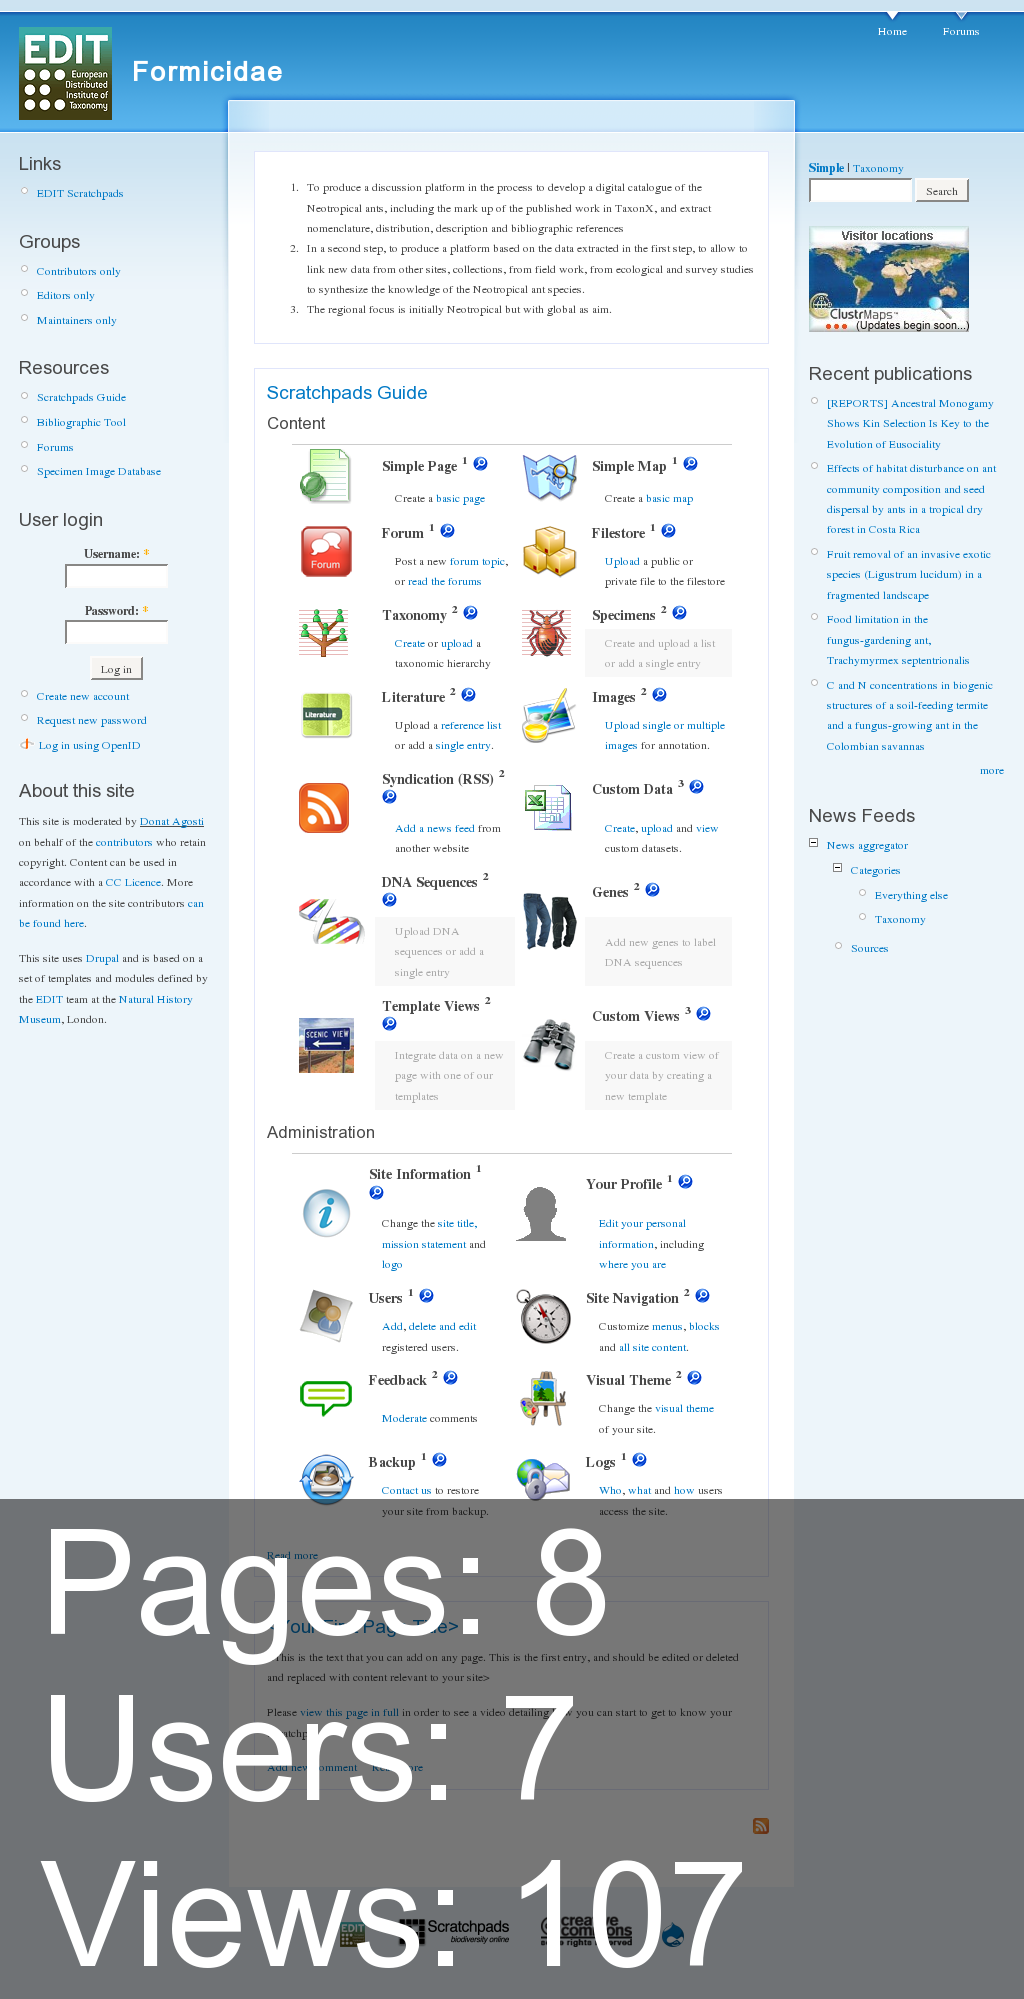 Home
Forums
EDIT
European
Distributed
Institute of
Taxonomy
Formicidae
Links
EDIT Scratchpads
Groups
Contributors only
Editors only
Maintainers only
Resources
Scratchpads Guide
Bibliographic Tool
Forums
Specimen Image Database
User login
Username: *
Password: *
Log in
Create new account
Request new password
Log in using OpenID
About this site
This site is moderated by Donat Agosti
on behalf of the contributors who retain
copyright. Content can be used in
accordance with a CC Licence. More
information on the site contributors can
be found here.
This site uses Drupal and is based on a
set of templates and modules defined by
the EDIT team at the Natural History
Museum, London.
1. To produce a discussion platform in the process to develop a digital catalogue of the
Neotropical ants, including the mark up of the published work in TaxonX, and extract
nomenclature, distribution, description and bibliographic references
2. In a second step, to produce a platform based on the data extracted in the first step, to allow to
link new data from other sites, collections, from field work, from ecological and survey studies
to synthesize the knowledge of the Neotropical ant species.
3. The regional focus is initially Neotropical but with global as aim.
Scratchpads Guide
Content
Simple Page 1
Create a basic page
Simple Map 1
Create a basic map
Forum
Forum 1
Post a new forum topic,
or read the forums
Filestore 1
Upload a public or
private file to the filestore
Taxonomy 2
Create or upload a
taxonomic hierarchy
Specimens 2
Create and upload a list
or add a single entry
Literature
Literature 2
Upload a reference list
or add a single entry.
Images 2
Upload single or multiple
images for annotation.
Syndication (RSS) 2
Add a news feed from
another website
Custom Data 3
Create, upload and view
custom datasets.
DNA Sequences 2
Upload DNA
sequences or add a
single entry
Genes 2
Add new genes to label
DNA sequences
SCENIC VIEW
Template Views 2
Integrate data on a new
page with one of our
templates
Custom Views 3
Create a custom view of
your data by creating a
new template
Administration
Site Information 1
Change the site title,
mission statement and
logo
Your Profile 1
Edit your personal
information, including
where you are
Users 1
Add, delete and edit
registered users.
Site Navigation 2
Customize menus, blocks
and all site content.
Feedback 2
Moderate comments
Visual Theme 2
Change the visual theme
of your site.
Backup 1
Contact us to restore
your site from backup.
Logs 1
Who, what and how users
access the site.
Read more
Simple | Taxonomy
Search
Visitor locations
ClustrMaps™
(Updates begin soon...)
Recent publications
[REPORTS] Ancestral Monogamy
Shows Kin Selection Is Key to the
Evolution of Eusociality
Effects of habitat disturbance on ant
community composition and seed
dispersal by ants in a tropical dry
forest in Costa Rica
Fruit removal of an invasive exotic
species (Ligustrum lucidum) in a
fragmented landscape
Food limitation in the
fungus-gardening ant,
Trachymyrmex septentrionalis
C and N concentrations in biogenic
structures of a soil-feeding termite
and a fungus-growing ant in the
Colombian savannas
more
News Feeds
News aggregator
Categories
Everything else
Taxonomy
Sources
Pages: 8
<Your First Page Title>
<This is the text that you can add on any page. This is the first entry, and should be edited or deleted
and replaced with content relevant to your site>
Please view this page in full in order to see a video detailing how you can start to get to know your
Users: 7
Add new comment
Read more
Views: 107
EDIT
Scratchpads
biodiversity online
creative
commons
some rights reserved